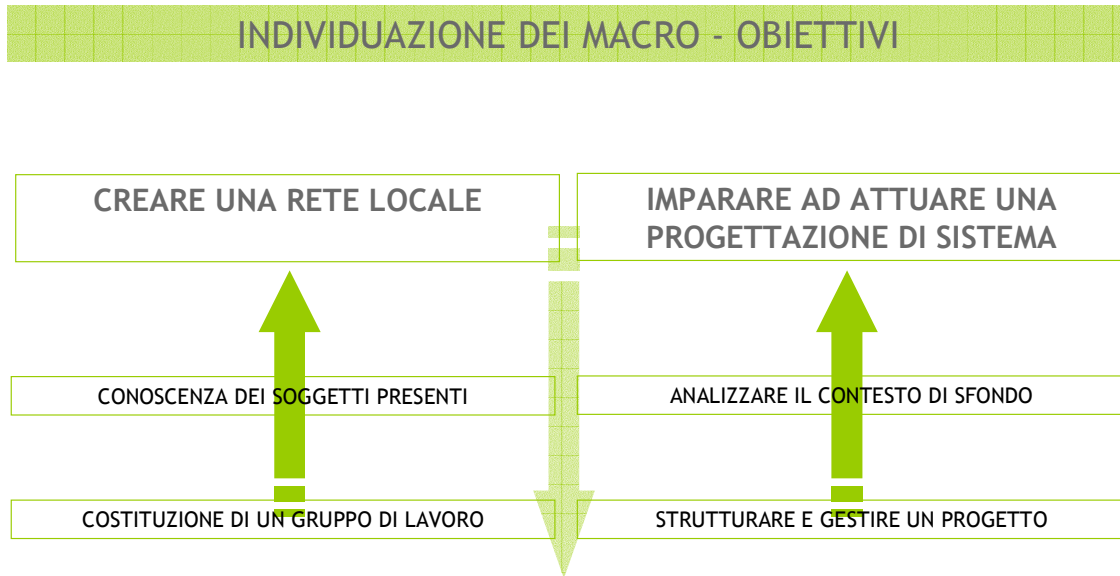 INDIVIDUAZIONE DEI MACRO - OBIETTIVI
CREARE UNA RETE LOCALE
IMPARARE AD ATTUARE UNA
PROGETTAZIONE DI SISTEMA
CONOSCENZA DEI SOGGETTI PRESENTI
ANALIZZARE IL CONTESTO DI SFONDO
COSTITUZIONE DI UN GRUPPO DI LAVORO
STRUTTURARE E GESTIRE UN PROGETTO